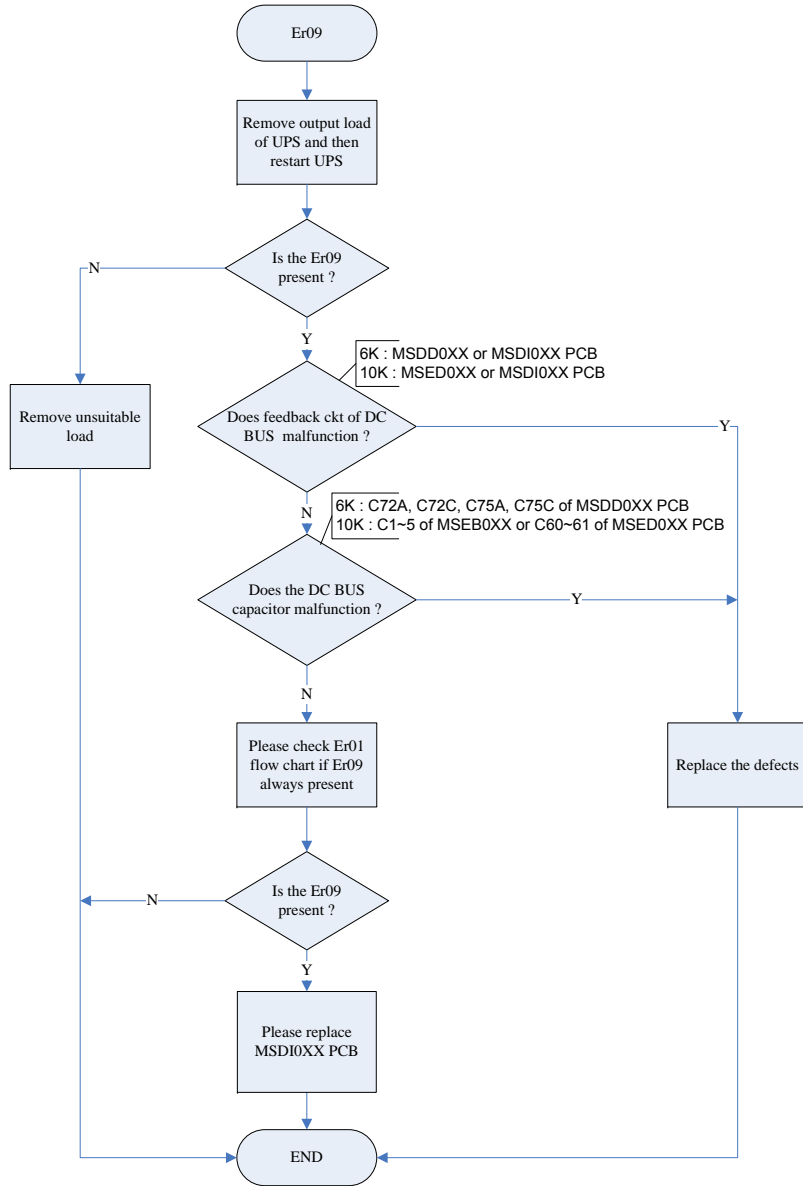 Er09
Remove output load
of UPS and then
restart UPS
Is the Er09
present ?
N
Y
6K : MSDD0XX or MSDI0XX PCB
10K : MSED0XX or MSDI0XX PCB
Remove unsuitable
load
Does feedback ckt of DC
BUS malfunction ?
Y
N
6K : C72A, C72C, C75A, C75C of MSDD0XX PCB
10K : C1~5 of MSEB0XX or C60~61 of MSED0XX PCB
Does the DC BUS
capacitor malfunction ?
Y
N
Please check Er01
flow chart if Er09
always present
Replace the defects
Is the Er09
present ?
N
Y
Please replace
MSDI0XX PCB
END